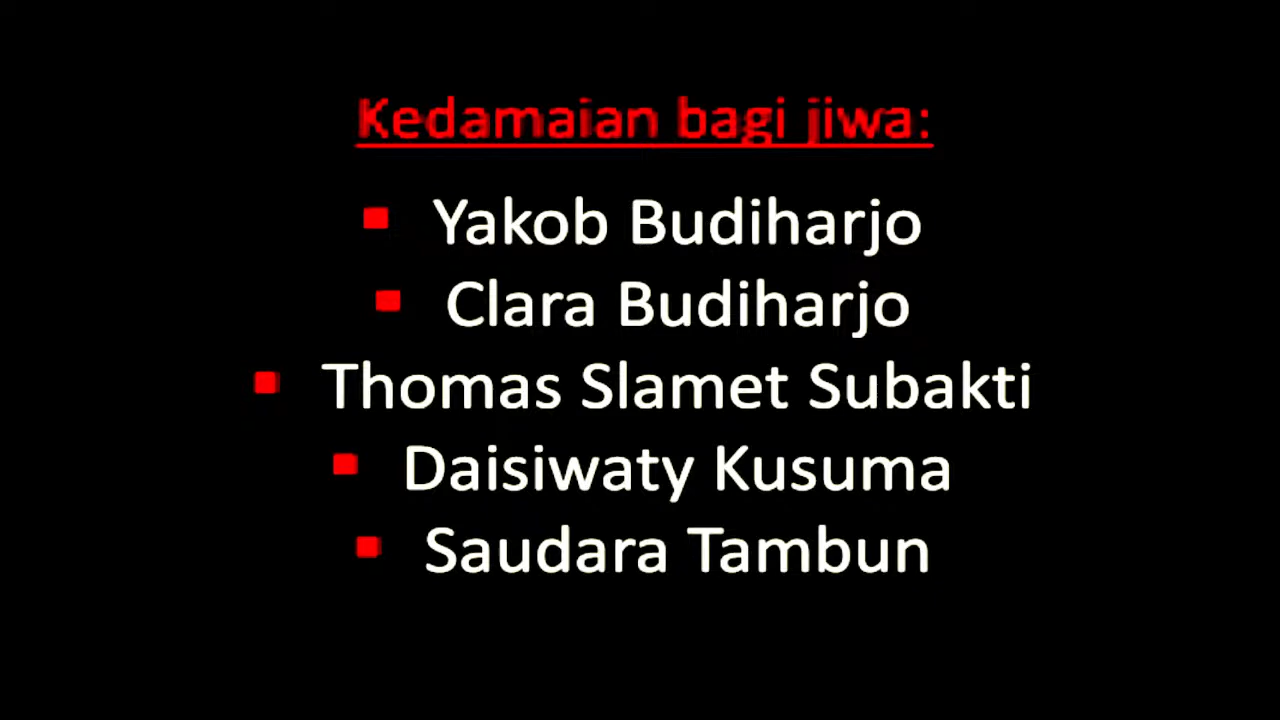 Kedamaian bagi jiwa:
▪ Yakob Budiharjo
▪ Clara Budiharjo
▪ Thomas Slamet Subakti
▪ Daisiwaty Kusuma
▪ Saudara Tambun